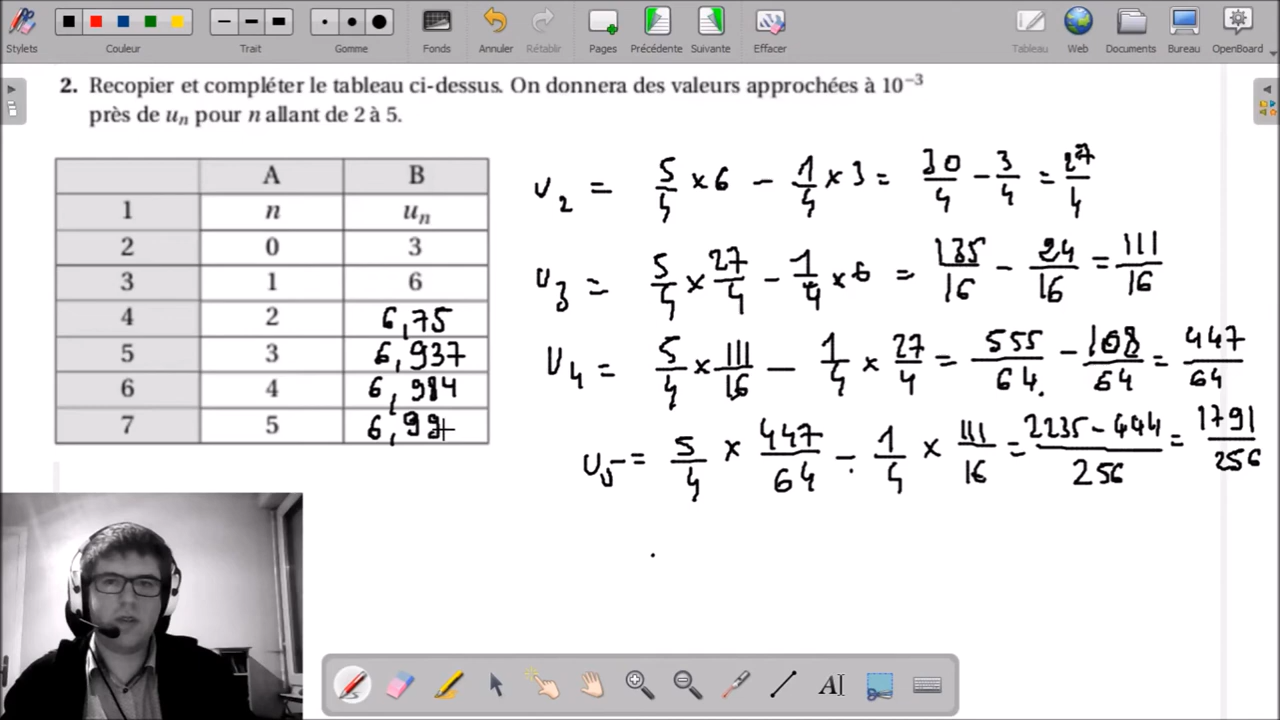 Stylets Couleur Trait Gomme Fonds Annuler Rétablir Pages Précédente Suivante Effacer Tableau Web Documents Bureau OpenBoard
2. Recopier et compléter le tableau ci-dessus. On donnera des valeurs approchées à 10⁻³
près de uₙ pour n allant de 2 à 5.
A B
1 n uₙ
2 0 3
3 1 6
4 2 6,75
5 3 6,937
6 4 6,984
7 5 6,99
u₂ = 5/4 × 6 − 1/4 × 3 = 30/4 − 3/4 = 27/4
u₃ = 5/4 × 27/4 − 1/4 × 6 = 135/16 − 24/16 = 111/16
u₄ = 5/4 × 111/16 − 1/4 × 27/4 = 555/64 − 108/64 = 447/64
u₅ = 5/4 × 447/64 − 1/4 × 111/16 = 2235−444/256 = 1791/256
AI